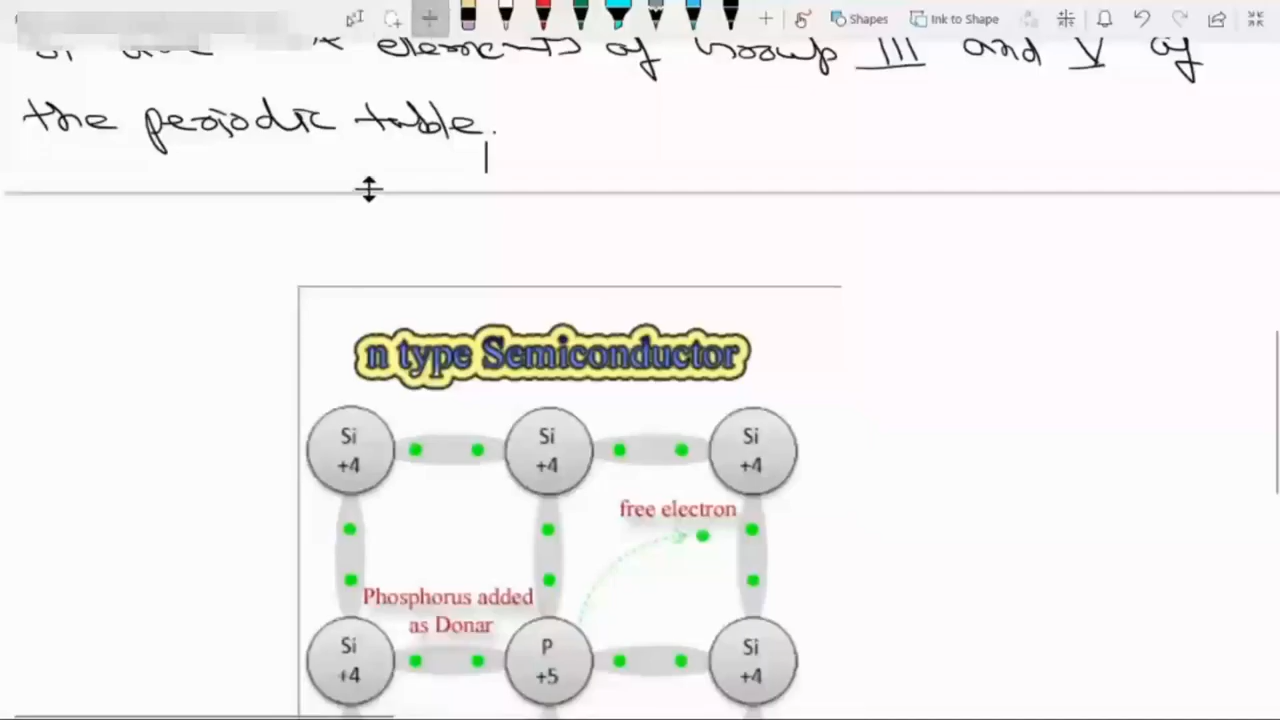 Shapes Ink to Shape
elements of Group III and V of
the periodic table.
n type Semiconductor
Si Si Si
+4 +4 +4
free electron
Phosphorus added
as Donar
Si P Si
+4 +5 +4